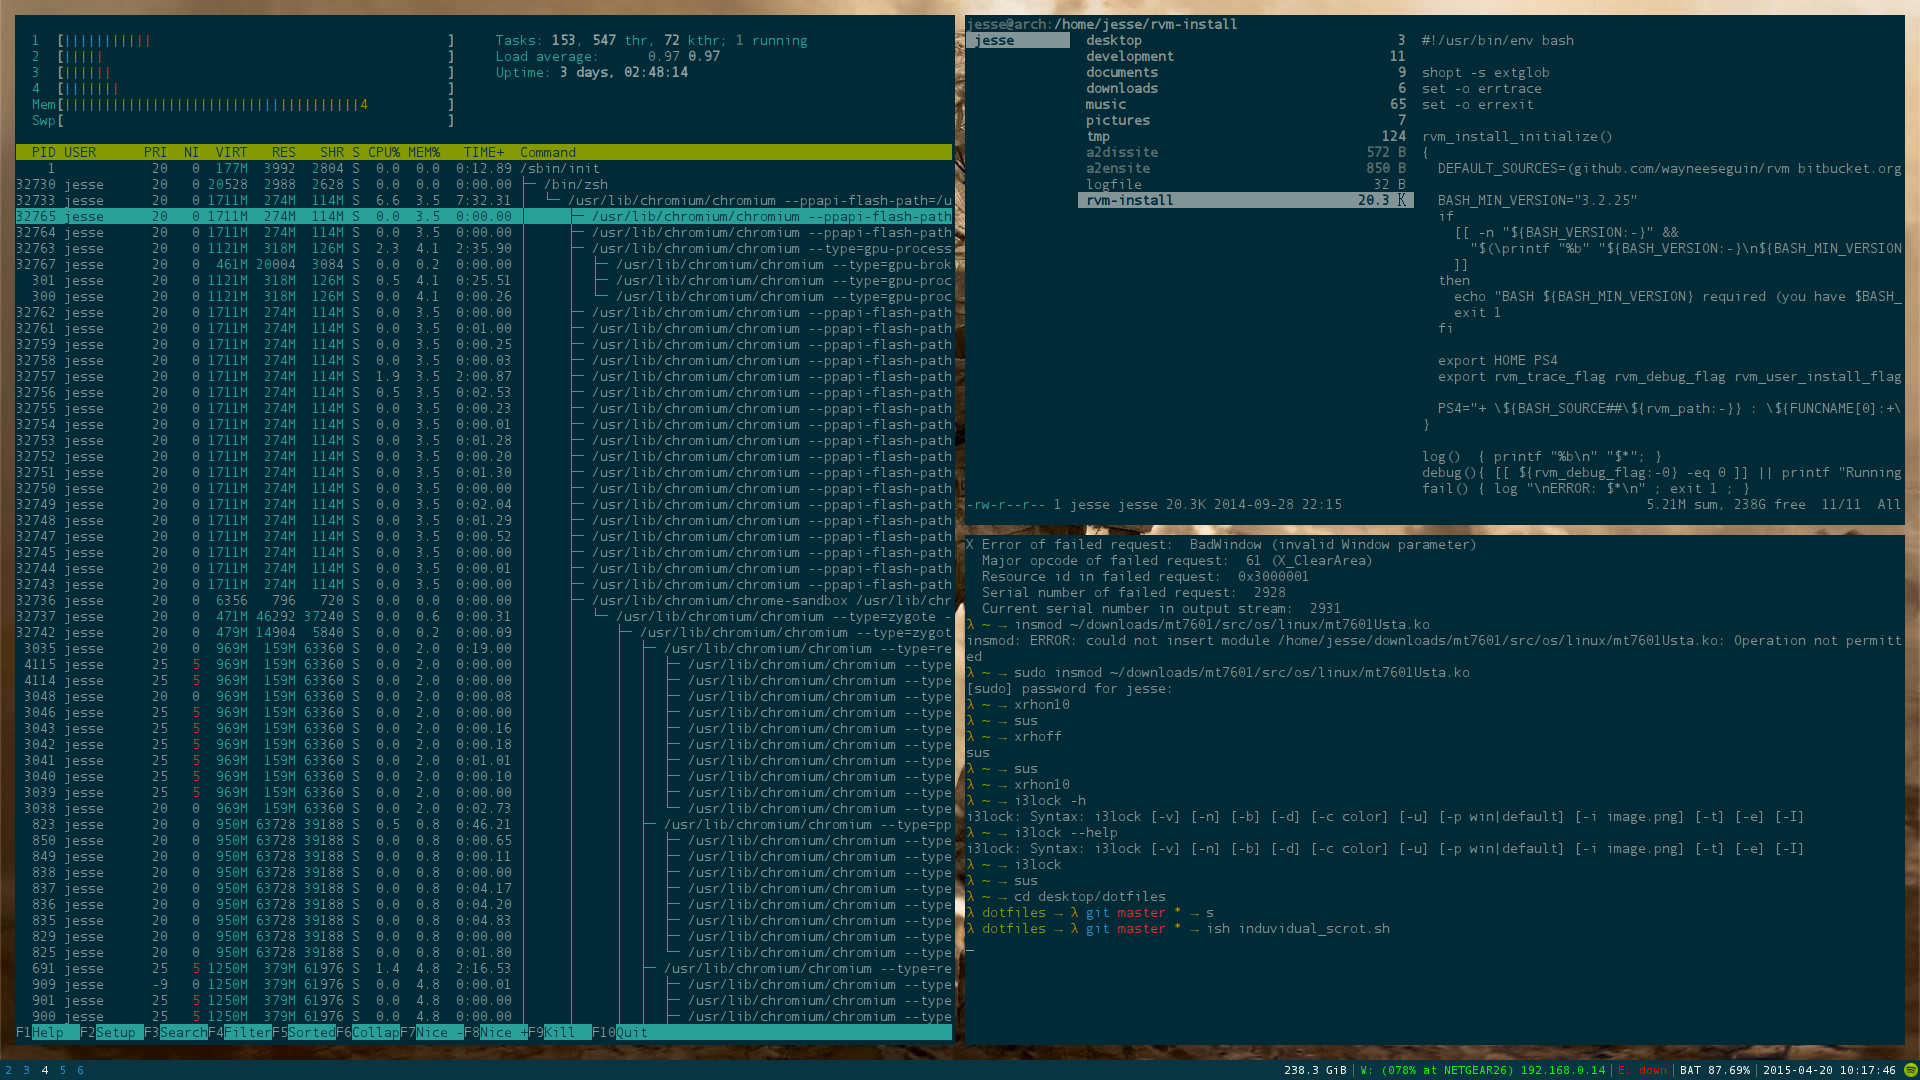 1 [||||||||||| ]
2 [||||| ]
3 [|||||| ]
4 [||||||| ]
Mem[|||||||||||||||||||||||||||||||||||||4 ]
Swp[ ]
Tasks: 153, 547 thr, 72 kthr; 1 running
Load average: 0.97 0.97
Uptime: 3 days, 02:48:14
PID USER PRI NI VIRT RES SHR S CPU% MEM% TIME+ Command
1 20 0 177M 3992 2804 S 0.0 0.0 0:12.89 /sbin/init
32730 jesse 20 0 20528 2988 2628 S 0.0 0.0 0:00.00 /bin/zsh
32733 jesse 20 0 1711M 274M 114M S 6.6 3.5 7:32.31 /usr/lib/chromium/chromium --ppapi-flash-path=/u
32765 jesse 20 0 1711M 274M 114M S 0.0 3.5 0:00.00 /usr/lib/chromium/chromium --ppapi-flash-path
32764 jesse 20 0 1711M 274M 114M S 0.0 3.5 0:00.00 /usr/lib/chromium/chromium --ppapi-flash-path
32763 jesse 20 0 1121M 318M 126M S 2.3 4.1 2:35.90 /usr/lib/chromium/chromium --type=gpu-process
32767 jesse 20 0 461M 20004 3084 S 0.0 0.2 0:00.00 /usr/lib/chromium/chromium --type=gpu-brok
301 jesse 20 0 1121M 318M 126M S 0.5 4.1 0:25.51 /usr/lib/chromium/chromium --type=gpu-proc
300 jesse 20 0 1121M 318M 126M S 0.0 4.1 0:00.26 /usr/lib/chromium/chromium --type=gpu-proc
32762 jesse 20 0 1711M 274M 114M S 0.0 3.5 0:00.00 /usr/lib/chromium/chromium --ppapi-flash-path
32761 jesse 20 0 1711M 274M 114M S 0.0 3.5 0:01.00 /usr/lib/chromium/chromium --ppapi-flash-path
32759 jesse 20 0 1711M 274M 114M S 0.0 3.5 0:00.25 /usr/lib/chromium/chromium --ppapi-flash-path
32758 jesse 20 0 1711M 274M 114M S 0.0 3.5 0:00.03 /usr/lib/chromium/chromium --ppapi-flash-path
32757 jesse 20 0 1711M 274M 114M S 1.9 3.5 2:00.87 /usr/lib/chromium/chromium --ppapi-flash-path
32756 jesse 20 0 1711M 274M 114M S 0.5 3.5 0:02.53 /usr/lib/chromium/chromium --ppapi-flash-path
32755 jesse 20 0 1711M 274M 114M S 0.0 3.5 0:00.23 /usr/lib/chromium/chromium --ppapi-flash-path
32754 jesse 20 0 1711M 274M 114M S 0.0 3.5 0:00.01 /usr/lib/chromium/chromium --ppapi-flash-path
32753 jesse 20 0 1711M 274M 114M S 0.0 3.5 0:01.28 /usr/lib/chromium/chromium --ppapi-flash-path
32752 jesse 20 0 1711M 274M 114M S 0.0 3.5 0:00.20 /usr/lib/chromium/chromium --ppapi-flash-path
32751 jesse 20 0 1711M 274M 114M S 0.0 3.5 0:01.30 /usr/lib/chromium/chromium --ppapi-flash-path
32750 jesse 20 0 1711M 274M 114M S 0.0 3.5 0:00.00 /usr/lib/chromium/chromium --ppapi-flash-path
32749 jesse 20 0 1711M 274M 114M S 0.0 3.5 0:02.04 /usr/lib/chromium/chromium --ppapi-flash-path
32748 jesse 20 0 1711M 274M 114M S 0.0 3.5 0:01.29 /usr/lib/chromium/chromium --ppapi-flash-path
32747 jesse 20 0 1711M 274M 114M S 0.0 3.5 0:00.52 /usr/lib/chromium/chromium --ppapi-flash-path
32745 jesse 20 0 1711M 274M 114M S 0.0 3.5 0:00.00 /usr/lib/chromium/chromium --ppapi-flash-path
32744 jesse 20 0 1711M 274M 114M S 0.0 3.5 0:00.01 /usr/lib/chromium/chromium --ppapi-flash-path
32743 jesse 20 0 1711M 274M 114M S 0.0 3.5 0:00.00 /usr/lib/chromium/chromium --ppapi-flash-path
32736 jesse 20 0 6356 796 720 S 0.0 0.0 0:00.00 /usr/lib/chromium/chrome-sandbox /usr/lib/chr
32737 jesse 20 0 471M 46292 37240 S 0.0 0.6 0:00.31 /usr/lib/chromium/chromium --type=zygote -
32742 jesse 20 0 479M 14904 5840 S 0.0 0.2 0:00.09 /usr/lib/chromium/chromium --type=zygot
3035 jesse 20 0 969M 159M 63360 S 0.0 2.0 0:19.00 /usr/lib/chromium/chromium --type=re
4115 jesse 25 5 969M 159M 63360 S 0.0 2.0 0:00.00 /usr/lib/chromium/chromium --type
4114 jesse 25 5 969M 159M 63360 S 0.0 2.0 0:00.00 /usr/lib/chromium/chromium --type
3048 jesse 20 0 969M 159M 63360 S 0.0 2.0 0:00.08 /usr/lib/chromium/chromium --type
3046 jesse 25 5 969M 159M 63360 S 0.0 2.0 0:00.00 /usr/lib/chromium/chromium --type
3043 jesse 25 5 969M 159M 63360 S 0.0 2.0 0:00.16 /usr/lib/chromium/chromium --type
3042 jesse 25 5 969M 159M 63360 S 0.0 2.0 0:00.18 /usr/lib/chromium/chromium --type
3041 jesse 25 5 969M 159M 63360 S 0.0 2.0 0:01.01 /usr/lib/chromium/chromium --type
3040 jesse 25 5 969M 159M 63360 S 0.0 2.0 0:00.10 /usr/lib/chromium/chromium --type
3039 jesse 25 5 969M 159M 63360 S 0.0 2.0 0:00.00 /usr/lib/chromium/chromium --type
3038 jesse 20 0 969M 159M 63360 S 0.0 2.0 0:02.73 /usr/lib/chromium/chromium --type
823 jesse 20 0 950M 63728 39188 S 0.5 0.8 0:46.21 /usr/lib/chromium/chromium --type=pp
850 jesse 20 0 950M 63728 39188 S 0.0 0.8 0:00.65 /usr/lib/chromium/chromium --type
849 jesse 20 0 950M 63728 39188 S 0.0 0.8 0:00.11 /usr/lib/chromium/chromium --type
838 jesse 20 0 950M 63728 39188 S 0.0 0.8 0:00.00 /usr/lib/chromium/chromium --type
837 jesse 20 0 950M 63728 39188 S 0.0 0.8 0:04.17 /usr/lib/chromium/chromium --type
836 jesse 20 0 950M 63728 39188 S 0.0 0.8 0:04.20 /usr/lib/chromium/chromium --type
835 jesse 20 0 950M 63728 39188 S 0.0 0.8 0:04.83 /usr/lib/chromium/chromium --type
829 jesse 20 0 950M 63728 39188 S 0.0 0.8 0:00.00 /usr/lib/chromium/chromium --type
825 jesse 20 0 950M 63728 39188 S 0.0 0.8 0:01.80 /usr/lib/chromium/chromium --type
691 jesse 25 5 1250M 379M 61976 S 1.4 4.8 2:16.53 /usr/lib/chromium/chromium --type=re
909 jesse -9 0 1250M 379M 61976 S 0.0 4.8 0:00.01 /usr/lib/chromium/chromium --type
901 jesse 25 5 1250M 379M 61976 S 0.0 4.8 0:00.00 /usr/lib/chromium/chromium --type
900 jesse 25 5 1250M 379M 61976 S 0.0 4.8 0:00.00 /usr/lib/chromium/chromium --type
F1Help F2Setup F3SearchF4FilterF5SortedF6CollapF7Nice -F8Nice +F9Kill F10Quit
jesse@arch:/home/jesse/rvm-install
jesse
desktop 3
development 11
documents 9
downloads 6
music 65
pictures 7
tmp 124
a2dissite 572 B
a2ensite 850 B
logfile 32 B
rvm-install 20.3 K
#!/usr/bin/env bash
shopt -s extglob
set -o errtrace
set -o errexit
rvm_install_initialize()
{
DEFAULT_SOURCES=(github.com/wayneeseguin/rvm bitbucket.org
BASH_MIN_VERSION="3.2.25"
if
[[ -n "${BASH_VERSION:-}" &&
"$(\printf "%b" "${BASH_VERSION:-}\n${BASH_MIN_VERSION
]]
then
echo "BASH ${BASH_MIN_VERSION} required (you have $BASH_
exit 1
fi
export HOME PS4
export rvm_trace_flag rvm_debug_flag rvm_user_install_flag
PS4="+ \${BASH_SOURCE##\${rvm_path:-}} : \${FUNCNAME[0]:+\
}
log() { printf "%b\n" "$*"; }
debug(){ [[ ${rvm_debug_flag:-0} -eq 0 ]] || printf "Running
fail() { log "\nERROR: $*\n" ; exit 1 ; }
-rw-r--r-- 1 jesse jesse 20.3K 2014-09-28 22:15 5.21M sum, 238G free 11/11 All
X Error of failed request: BadWindow (invalid Window parameter)
Major opcode of failed request: 61 (X_ClearArea)
Resource id in failed request: 0x3000001
Serial number of failed request: 2928
Current serial number in output stream: 2931
λ ~ → insmod ~/downloads/mt7601/src/os/linux/mt7601Usta.ko
insmod: ERROR: could not insert module /home/jesse/downloads/mt7601/src/os/linux/mt7601Usta.ko: Operation not permitt
ed
λ ~ → sudo insmod ~/downloads/mt7601/src/os/linux/mt7601Usta.ko
[sudo] password for jesse:
λ ~ → xrhon10
λ ~ → sus
λ ~ → xrhoff
sus
λ ~ → sus
λ ~ → xrhon10
λ ~ → i3lock -h
i3lock: Syntax: i3lock [-v] [-n] [-b] [-d] [-c color] [-u] [-p win|default] [-i image.png] [-t] [-e] [-I]
λ ~ → i3lock --help
i3lock: Syntax: i3lock [-v] [-n] [-b] [-d] [-c color] [-u] [-p win|default] [-i image.png] [-t] [-e] [-I]
λ ~ → i3lock
λ ~ → sus
λ ~ → cd desktop/dotfiles
λ dotfiles → λ git master * → s
λ dotfiles → λ git master * → ish induvidual_scrot.sh
2 3 4 5 6
238.3 GiB | W: (078% at NETGEAR26) 192.168.0.14 | E: down | BAT 87.69% | 2015-04-20 10:17:46